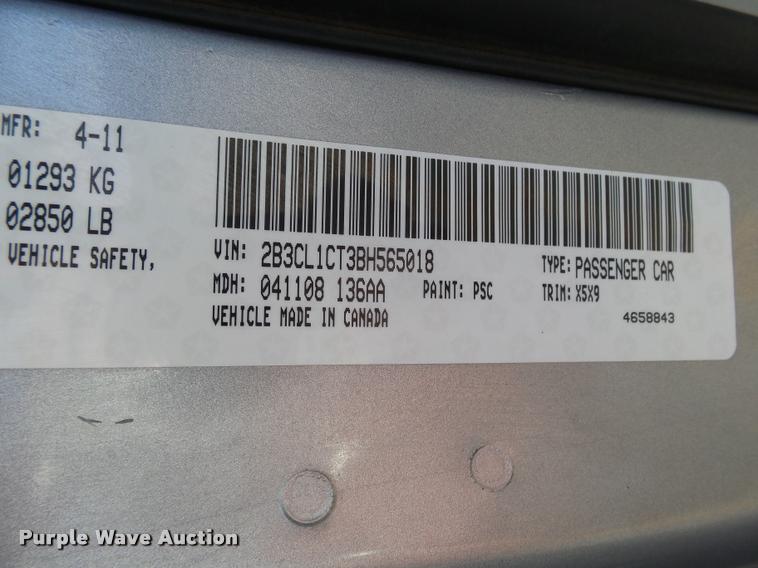 MFR: 4-11
01293 KG
02850 LB
VEHICLE SAFETY,
VIN: 2B3CL1CT3BH565018 TYPE: PASSENGER CAR
MDH: 041108 136AA PAINT: PSC TRIM: X5X9
VEHICLE MADE IN CANADA 4658843
Purple Wave Auction